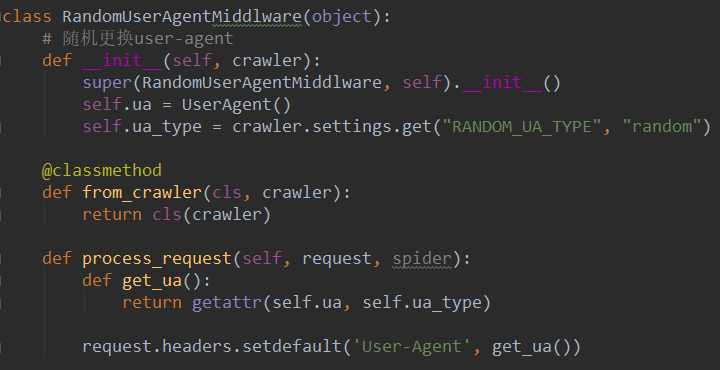 class RandomUserAgentMiddlware(object):
    # 随机更换user-agent
    def __init__(self, crawler):
        super(RandomUserAgentMiddlware, self).__init__()
        self.ua = UserAgent()
        self.ua_type = crawler.settings.get("RANDOM_UA_TYPE", "random")
    @classmethod
    def from_crawler(cls, crawler):
        return cls(crawler)
    def process_request(self, request, spider):
        def get_ua():
            return getattr(self.ua, self.ua_type)
        request.headers.setdefault('User-Agent', get_ua())